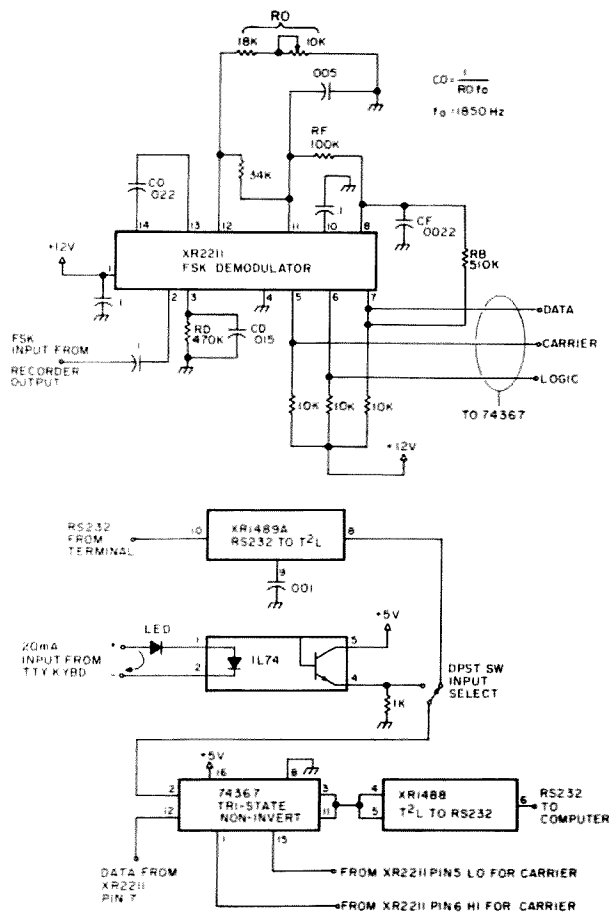 RO
18K
10K
.005
CO = 1
RO fo
fo = 1850 Hz
RF
100K
34K
CO
.022
.1
CF
.0022
RB
510K
14
13
12
11
10
8
+12V
1
XR2211
FSK DEMODULATOR
.1
2
3
4
5
6
7
RD
470K
CD
.015
FSK
INPUT FROM
RECORDER
OUTPUT
.1
DATA
CARRIER
LOGIC
10K
10K
10K
TO 74367
+12V
RS232
FROM
TERMINAL
10
XR1489A
RS232 TO T²L
8
9
.001
+5V
LED
20mA
INPUT FROM
TTY KYBD
+
-
1
2
IL74
5
4
1K
DPST SW
INPUT
SELECT
+5V
16
8
2
12
74367
TRI-STATE
NON-INVERT
3
11
4
5
XR1488
T²L TO RS232
6
RS232
TO
COMPUTER
1
15
DATA FROM
XR2211
PIN 7
FROM XR2211 PIN 5 LO FOR CARRIER
FROM XR2211 PIN 6 HI FOR CARRIER